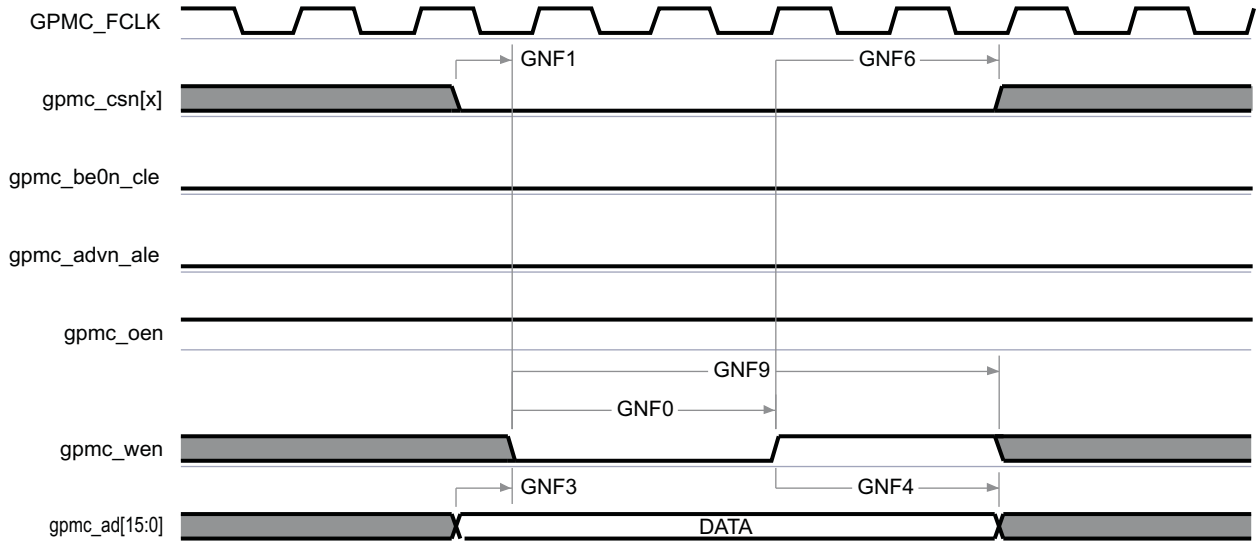 GPMC_FCLK
GNF1
GNF6
gpmc_csn[x]
gpmc_be0n_cle
gpmc_advn_ale
gpmc_oen
GNF9
GNF0
gpmc_wen
GNF3
GNF4
gpmc_ad[15:0]
DATA